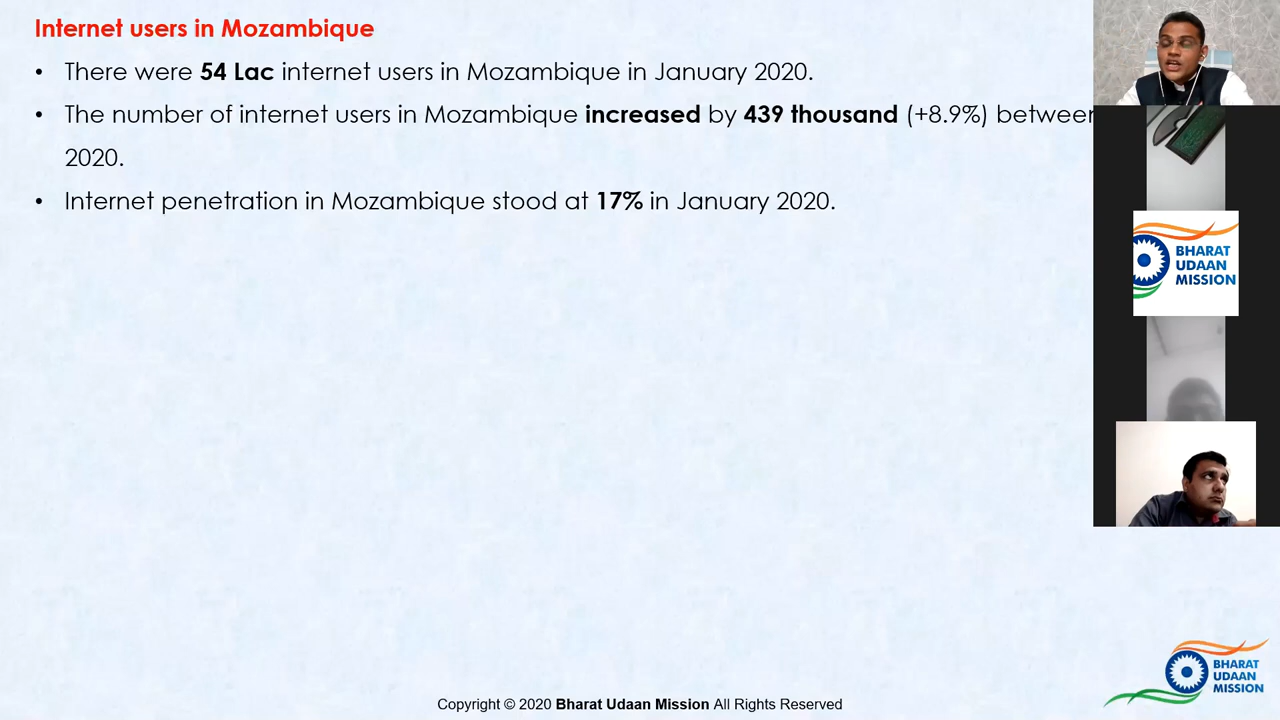 Internet users in Mozambique
• There were 54 Lac internet users in Mozambique in January 2020.
• The number of internet users in Mozambique increased by 439 thousand (+8.9%) between
2020.
• Internet penetration in Mozambique stood at 17% in January 2020.
BHARAT
UDAAN
MISSION
BHARAT
UDAAN
MISSION
Copyright © 2020 Bharat Udaan Mission All Rights Reserved